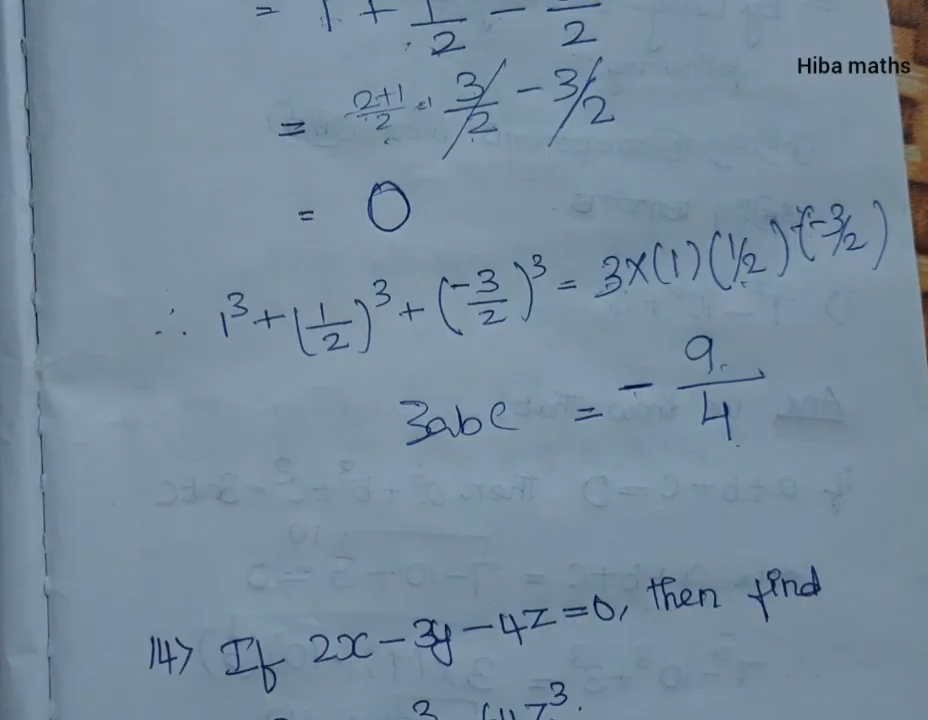 = 1 + 1/2 - 3/2
Hiba maths
= 2+1/2 = 3/2 - 3/2
= 0
∴ 1³ + (1/2)³ + (-3/2)³ = 3×(1)(1/2)(-3/2)
3abc = - 9/4
14) If 2x - 3y - 4z = 0, then find